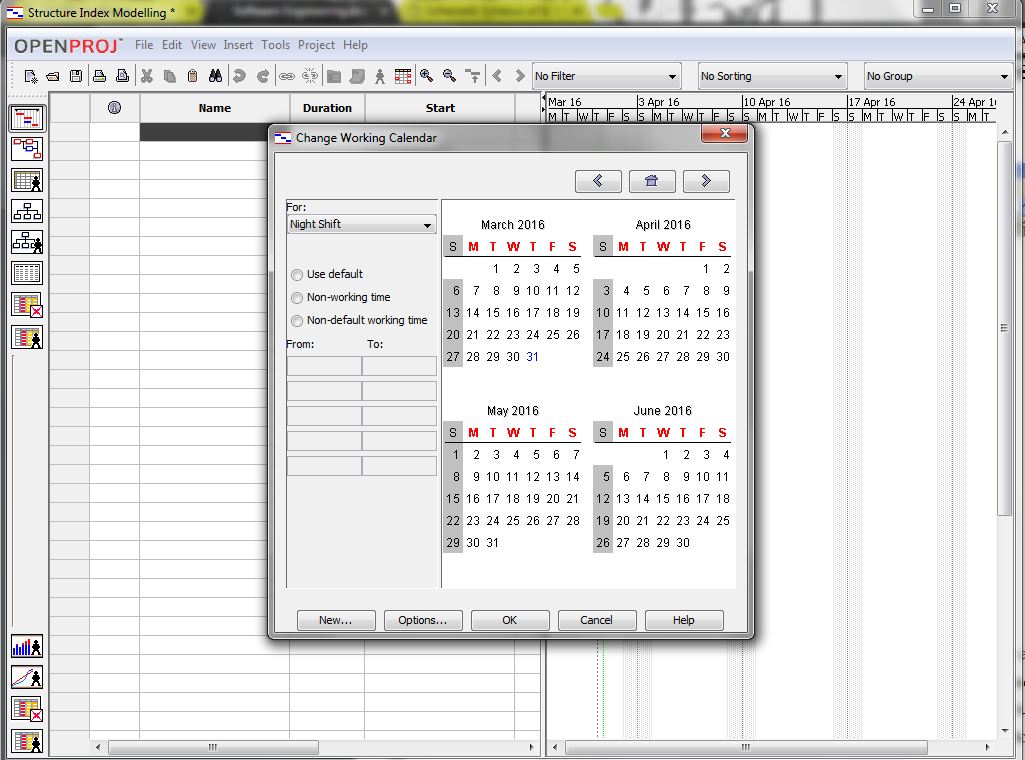 Structure Index Modelling *
OPENPROJ™ File Edit View Insert Tools Project Help
No Filter No Sorting No Group
Name Duration Start
Mar 16 3 Apr 16 10 Apr 16 17 Apr 16 24 Apr 1
M T W T F S S M T W T F S S M T W T F S S M T W T F S S M T
Change Working Calendar
For:
Night Shift
Use default
Non-working time
Non-default working time
From: To:
March 2016
S M T W T F S
1 2 3 4 5
6 7 8 9 10 11 12
13 14 15 16 17 18 19
20 21 22 23 24 25 26
27 28 29 30 31
April 2016
S M T W T F S
1 2
3 4 5 6 7 8 9
10 11 12 13 14 15 16
17 18 19 20 21 22 23
24 25 26 27 28 29 30
May 2016
S M T W T F S
1 2 3 4 5 6 7
8 9 10 11 12 13 14
15 16 17 18 19 20 21
22 23 24 25 26 27 28
29 30 31
June 2016
S M T W T F S
1 2 3 4
5 6 7 8 9 10 11
12 13 14 15 16 17 18
19 20 21 22 23 24 25
26 27 28 29 30
New... Options... OK Cancel Help